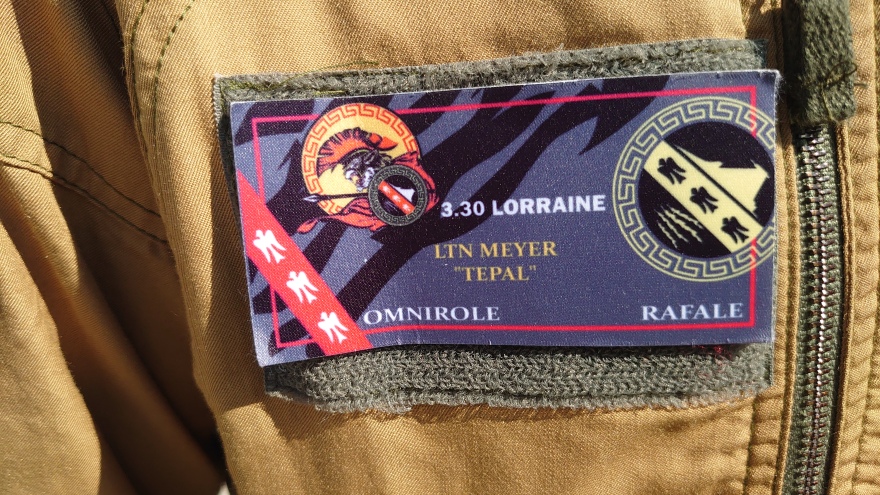 3.30 LORRAINE
LTN MEYER
"TEPAL"
OMNIROLE RAFALE